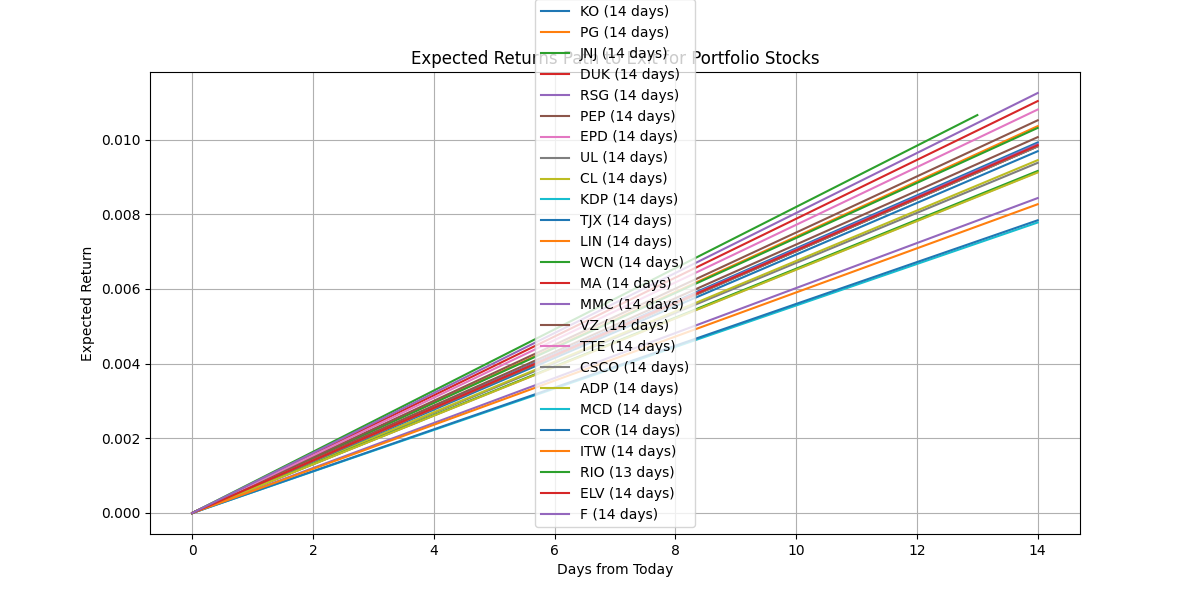 KO (14 days)
PG (14 days)
JNJ (14 days)
Expected Returns Path to Exit for Portfolio Stocks
DUK (14 days)
RSG (14 days)
PEP (14 days)
EPD (14 days)
UL (14 days)
CL (14 days)
KDP (14 days)
TJX (14 days)
LIN (14 days)
WCN (14 days)
MA (14 days)
MMC (14 days)
VZ (14 days)
TTE (14 days)
CSCO (14 days)
ADP (14 days)
MCD (14 days)
COR (14 days)
ITW (14 days)
RIO (13 days)
ELV (14 days)
F (14 days)
Expected Return
0.010
0.008
0.006
0.004
0.002
0.000
0 2 4 6 8 10 12 14
Days from Today